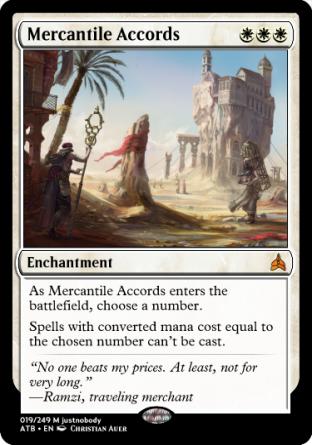 Mercantile Accords
Enchantment
As Mercantile Accords enters the
battlefield, choose a number.
Spells with converted mana cost equal to
the chosen number can't be cast.
“No one beats my prices. At least, not for
very long.”
—Ramzi, traveling merchant
019/249 M justnobody
ATB • EN Christian Auer